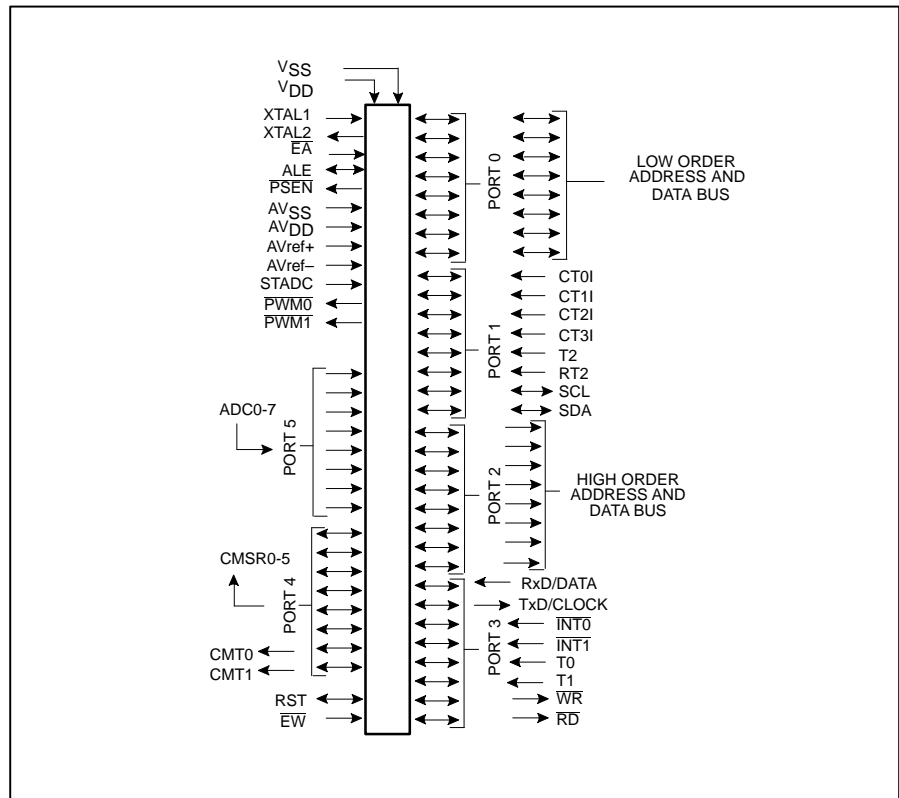 VSS
VDD
XTAL1
XTAL2
EA
ALE
PSEN
AVSS
AVDD
AVref+
AVref–
STADC
PWM0
PWM1
ADC0-7
PORT 5
CMSR0-5
PORT 4
CMT0
CMT1
RST
EW
PORT 0
LOW ORDER
ADDRESS AND
DATA BUS
PORT 1
CT0I
CT1I
CT2I
CT3I
T2
RT2
SCL
SDA
PORT 2
HIGH ORDER
ADDRESS AND
DATA BUS
PORT 3
RxD/DATA
TxD/CLOCK
INT0
INT1
T0
T1
WR
RD